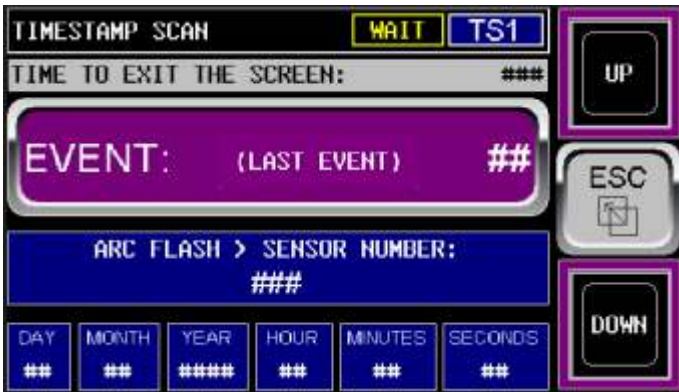 TIMESTAMP SCAN WAIT TS1
TIME TO EXIT THE SCREEN: ###
EVENT: (LAST EVENT) ##
ARC FLASH > SENSOR NUMBER:
###
DAY MONTH YEAR HOUR MINUTES SECONDS
## ## #### ## ## ##
UP
ESC
DOWN